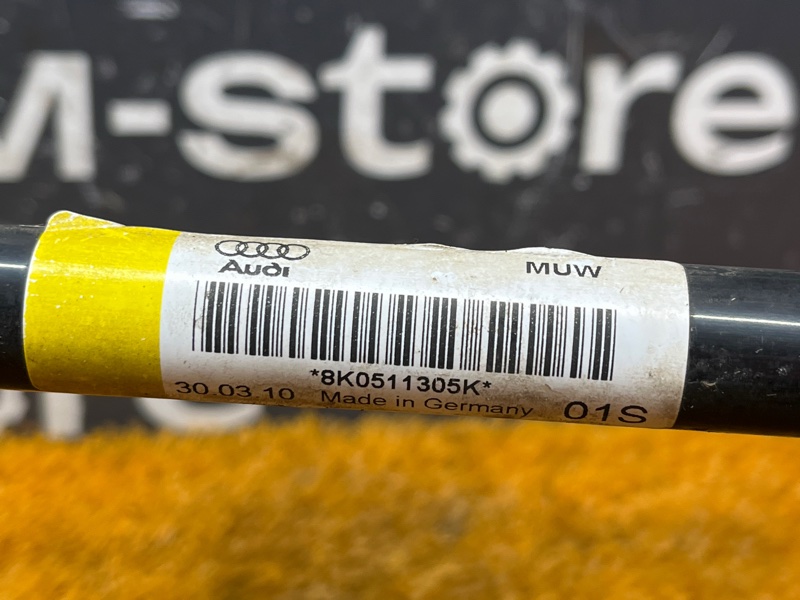 m-store
Audi MUW
*8K0511305K*
30.03.10 Made in Germany 01S